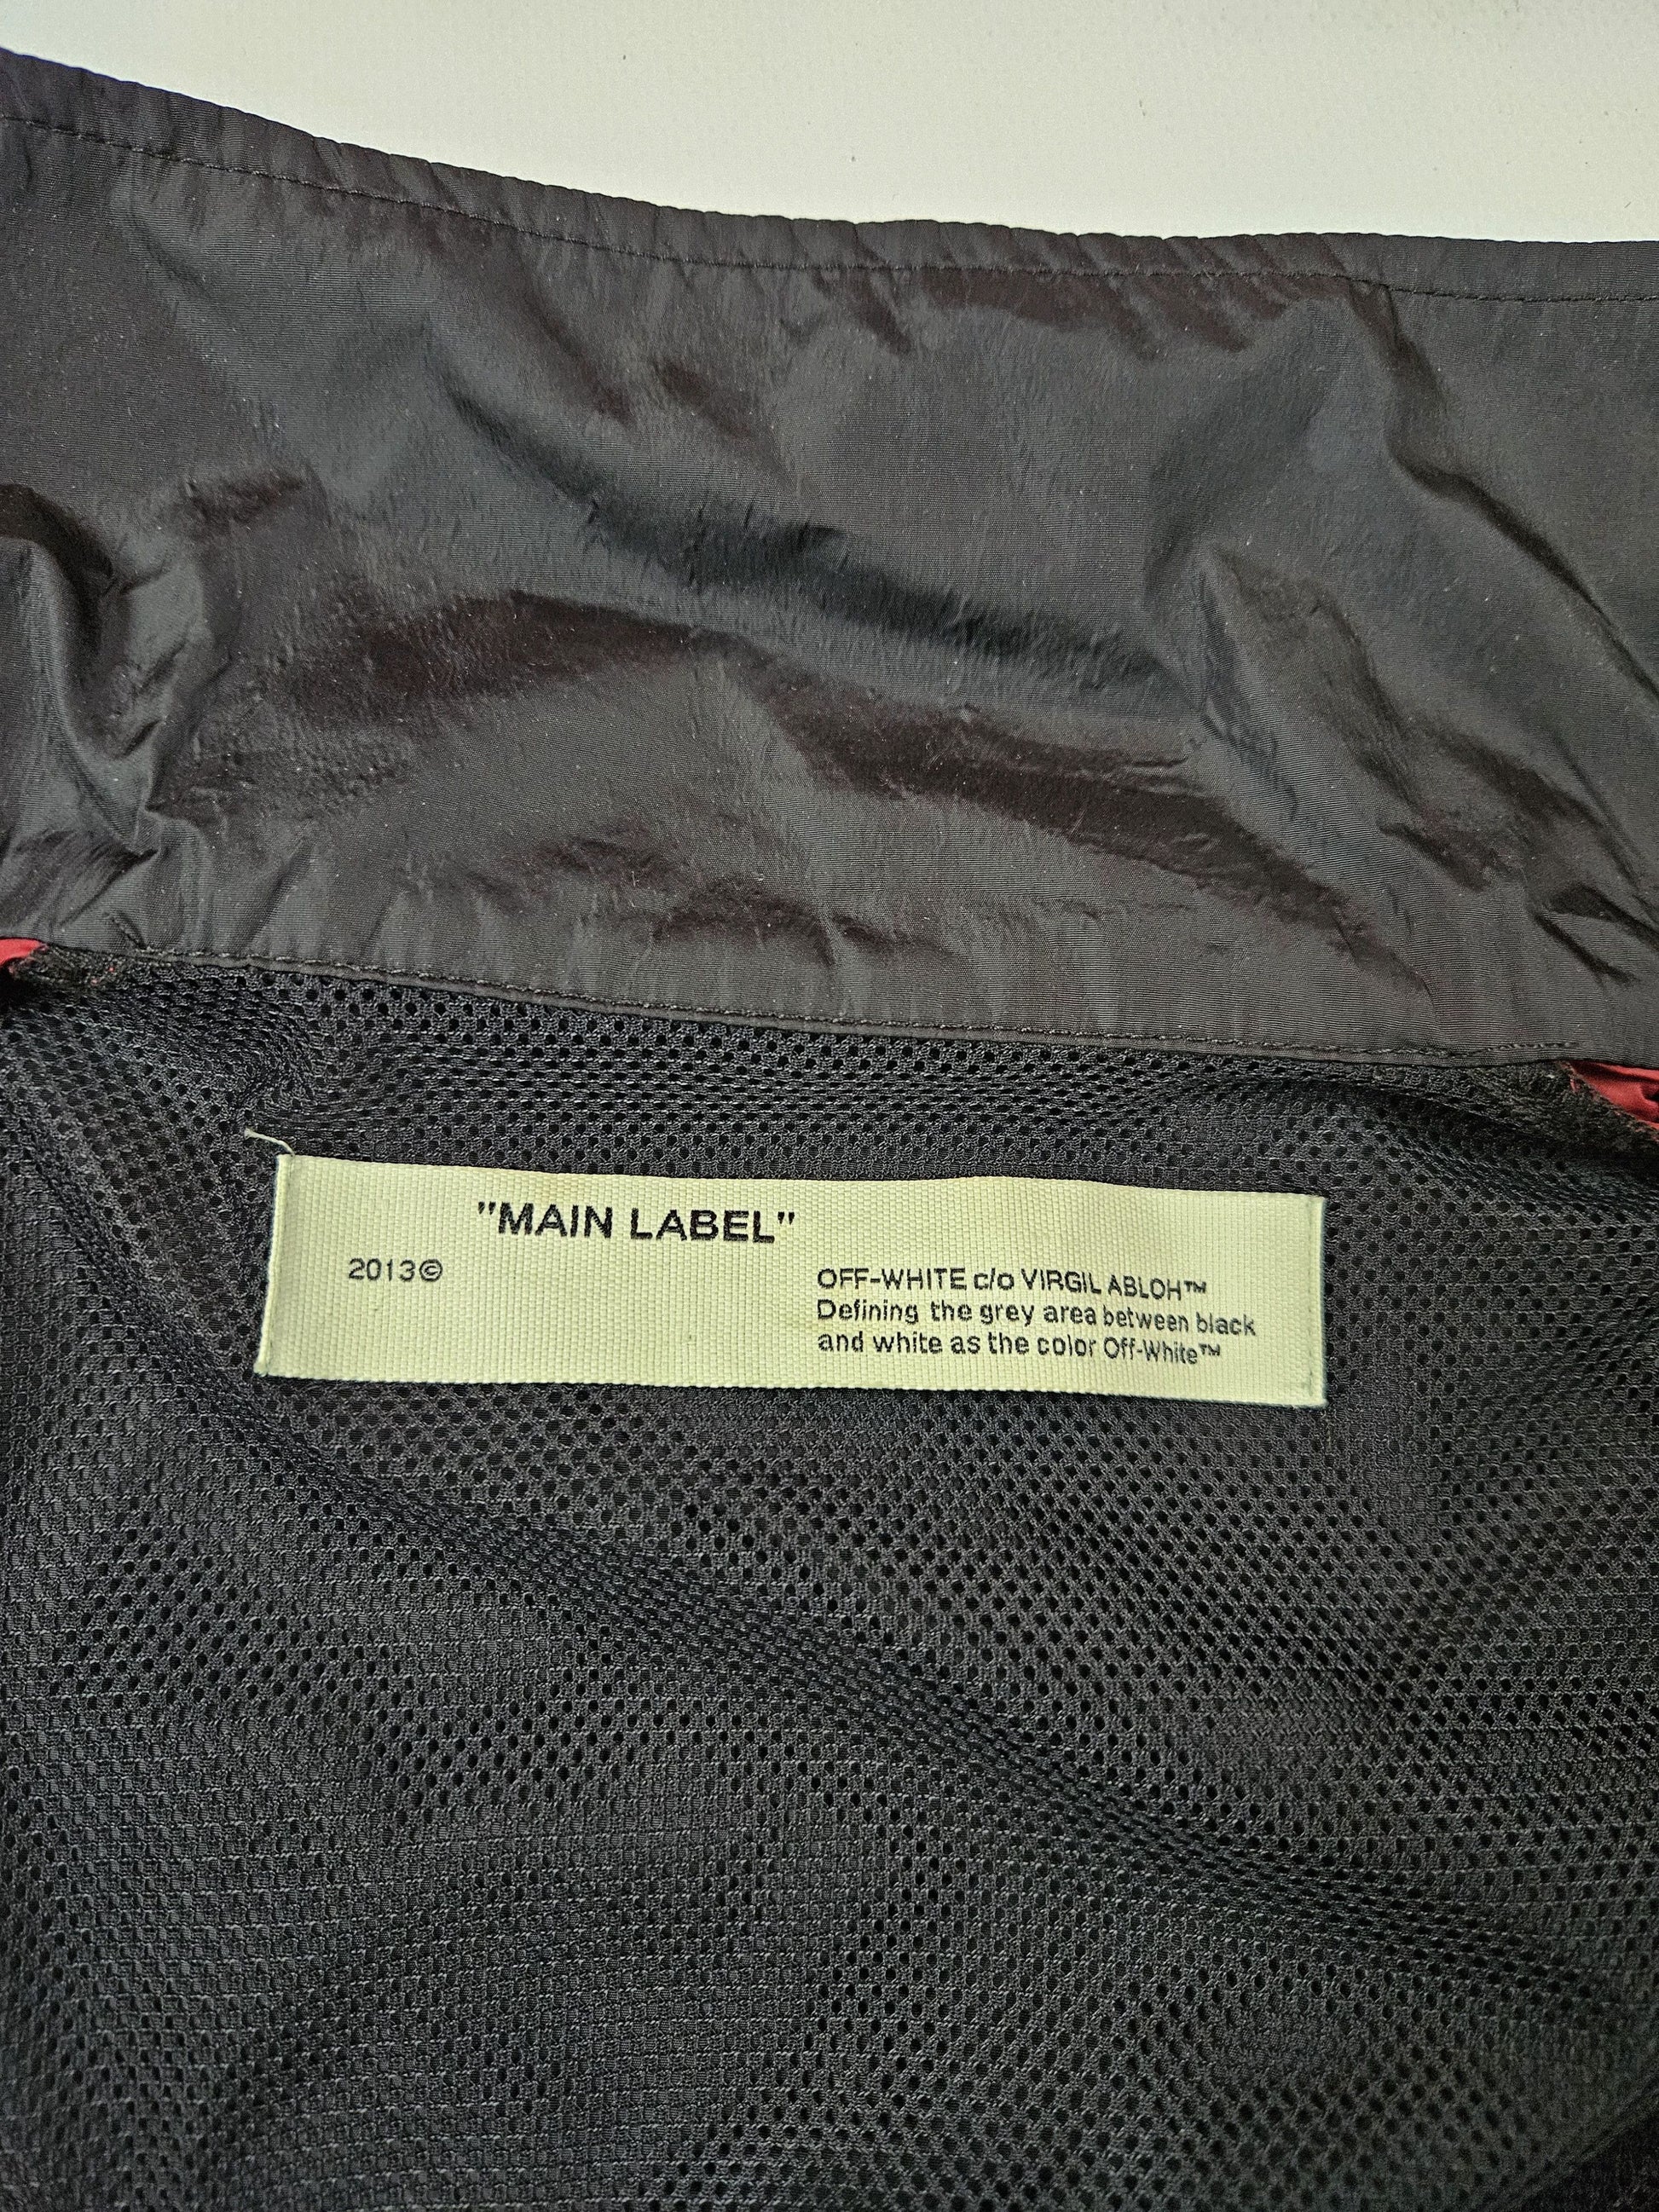 "MAIN LABEL"
2013©
OFF-WHITE c/o VIRGIL ABLOH™
Defining the grey area between black
and white as the color Off-White™